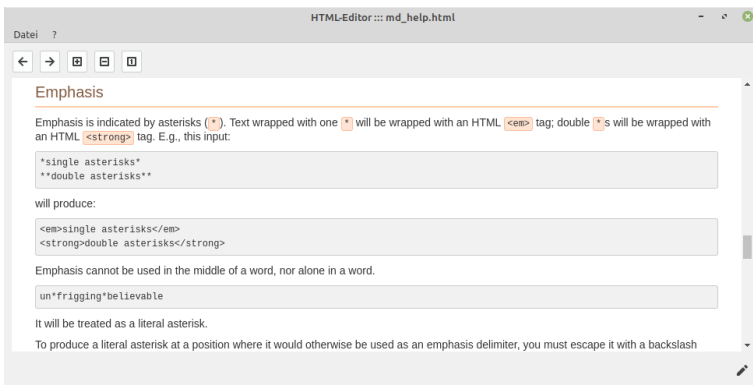 HTML-Editor ::: md_help.html
Datei ?
Emphasis
Emphasis is indicated by asterisks ( * ). Text wrapped with one * will be wrapped with an HTML <em> tag; double * s will be wrapped with
an HTML <strong> tag. E.g., this input:
*single asterisks*
**double asterisks**
will produce:
<em>single asterisks</em>
<strong>double asterisks</strong>
Emphasis cannot be used in the middle of a word, nor alone in a word.
un*frigging*believable
It will be treated as a literal asterisk.
To produce a literal asterisk at a position where it would otherwise be used as an emphasis delimiter, you must escape it with a backslash